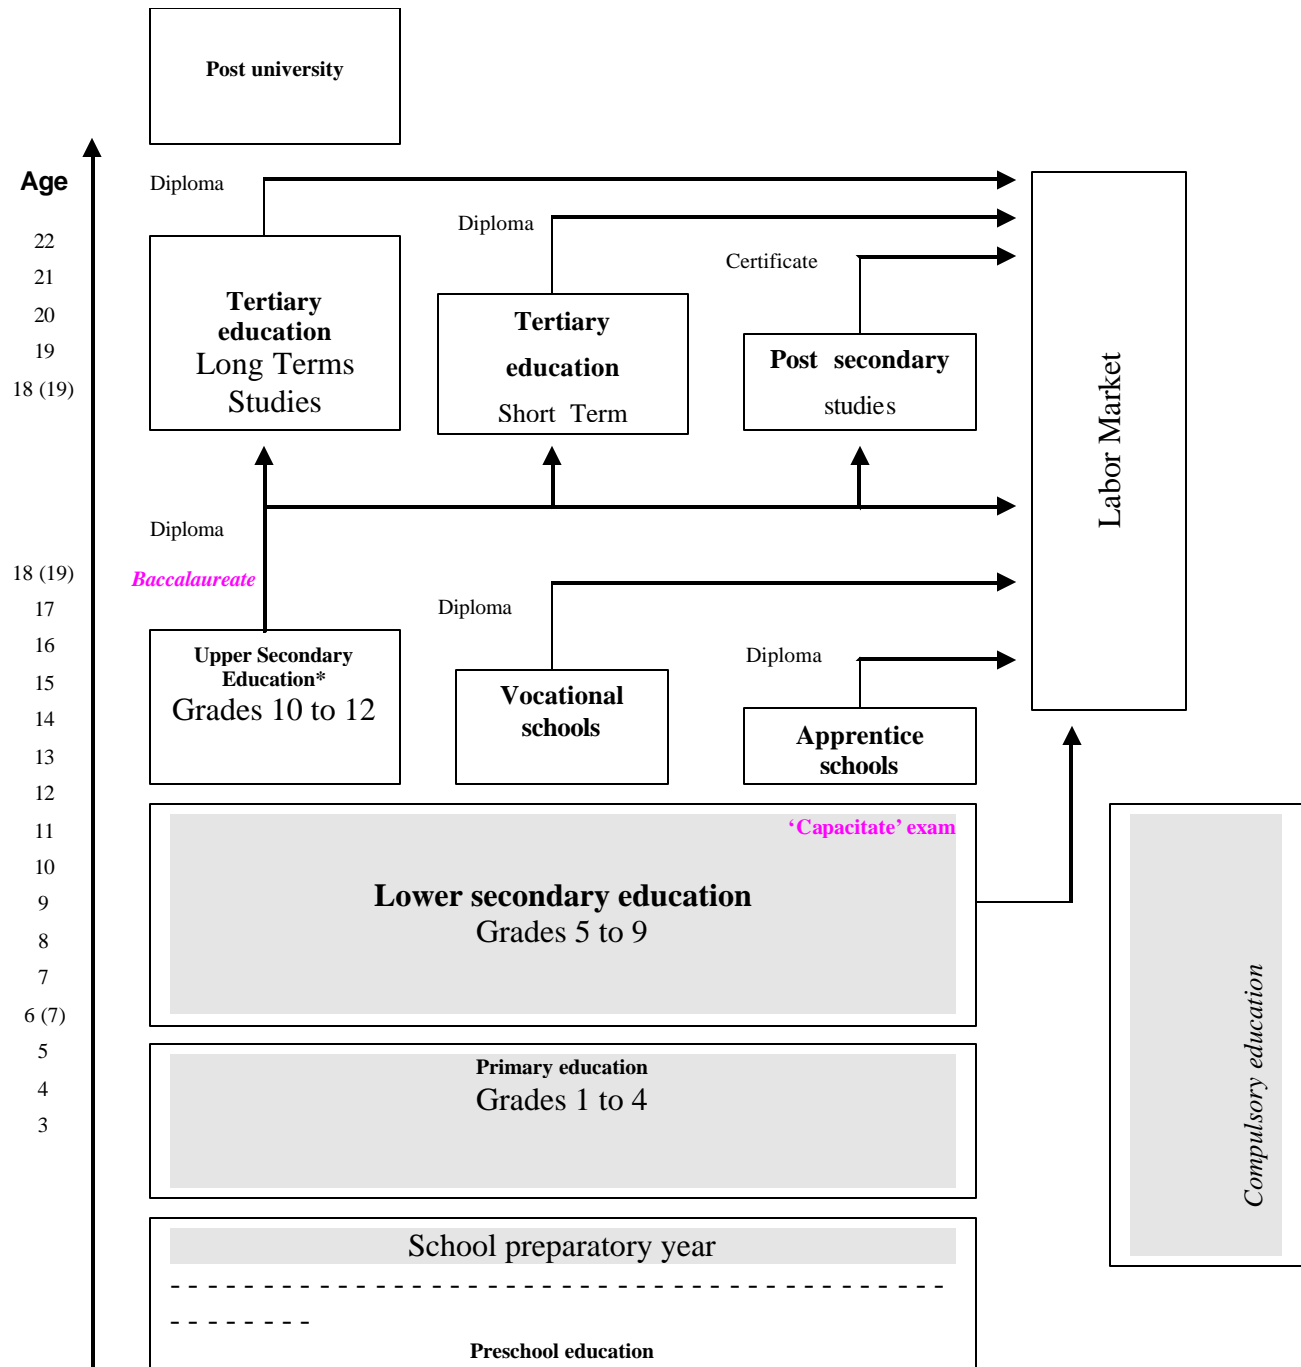 Post university
Age
Diploma
Diploma
Certificate
22
21
20
19
18 (19)
Tertiary
education
Long Terms
Studies
Tertiary
education
Short Term
Post secondary
studies
Labor Market
Diploma
18 (19)
Baccalaureate
17
16
15
14
13
12
11
10
9
8
7
6 (7)
5
4
3
Diploma
Diploma
Upper Secondary
Education*
Grades 10 to 12
Vocational
schools
Apprentice
schools
‘Capacitate’ exam
Lower secondary education
Grades 5 to 9
Compulsory education
Primary education
Grades 1 to 4
School preparatory year
Preschool education